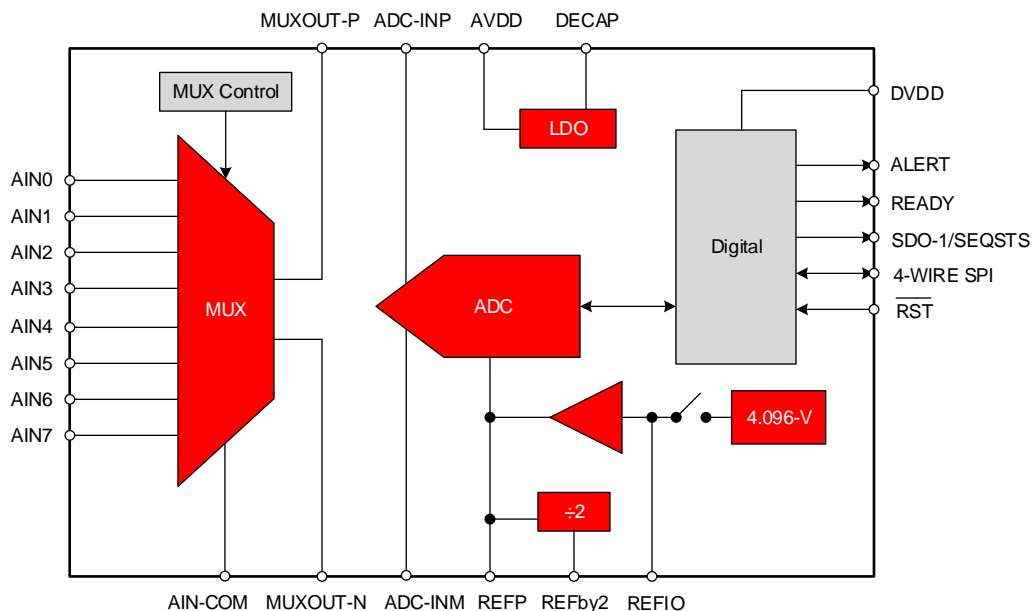 MUXOUT-P
ADC-INP
AVDD
DECAP
MUX Control
LDO
DVDD
ALERT
READY
SDO-1/SEQSTS
4-WIRE SPI
RST
AIN0
AIN1
AIN2
AIN3
AIN4
AIN5
AIN6
AIN7
MUX
ADC
Digital
4.096-V
÷2
AIN-COM
MUXOUT-N
ADC-INM
REFP
REFby2
REFIO